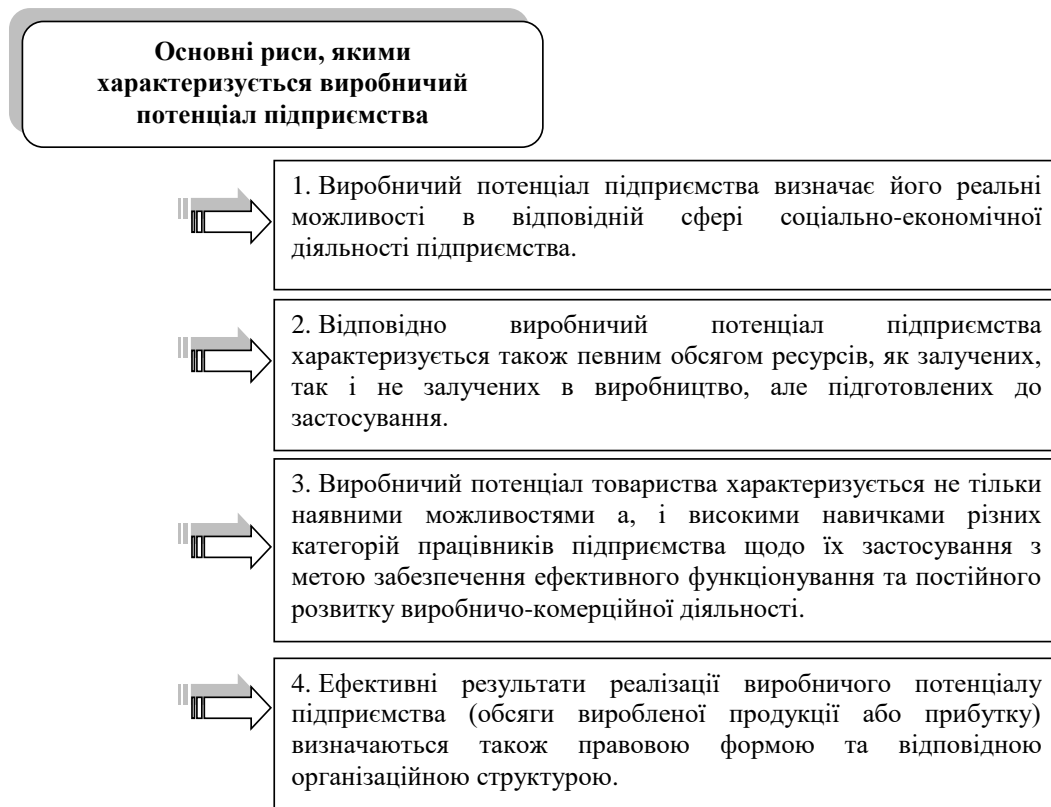 Основні риси, якими
характеризується виробничий
потенціал підприємства
1. Виробничий потенціал підприємства визначає його реальні
можливості в відповідній сфері соціально-економічної
діяльності підприємства.
2. Відповідно виробничий потенціал підприємства
характеризується також певним обсягом ресурсів, як залучених,
так і не залучених в виробництво, але підготовлених до
застосування.
3. Виробничий потенціал товариства характеризується не тільки
наявними можливостями а, і високими навичками різних
категорій працівників підприємства щодо їх застосування з
метою забезпечення ефективного функціонування та постійного
розвитку виробничо-комерційної діяльності.
4. Ефективні результати реалізації виробничого потенціалу
підприємства (обсяги виробленої продукції або прибутку)
визначаються також правовою формою та відповідною
організаційною структурою.